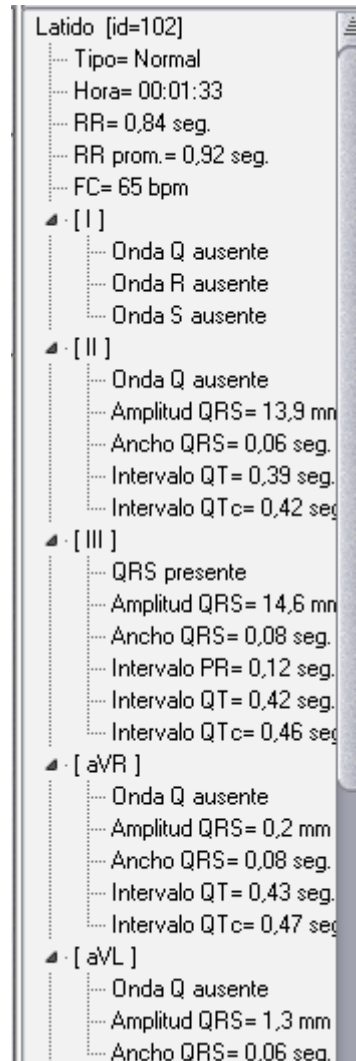 Latido [id=102]
Tipo= Normal
Hora= 00:01:33
RR= 0,84 seg.
RR prom.= 0,92 seg.
FC= 65 bpm
[ I ]
Onda Q ausente
Onda R ausente
Onda S ausente
[ II ]
Onda Q ausente
Amplitud QRS= 13,9 mm
Ancho QRS= 0,06 seg.
Intervalo QT= 0,39 seg.
Intervalo QTc= 0,42 seg
[ III ]
QRS presente
Amplitud QRS= 14,6 mm
Ancho QRS= 0,08 seg.
Intervalo PR= 0,12 seg.
Intervalo QT= 0,42 seg.
Intervalo QTc= 0,46 seg
[ aVR ]
Onda Q ausente
Amplitud QRS= 0,2 mm
Ancho QRS= 0,08 seg.
Intervalo QT= 0,43 seg.
Intervalo QTc= 0,47 seg
[ aVL ]
Onda Q ausente
Amplitud QRS= 1,3 mm
Ancho QRS= 0,06 seg.